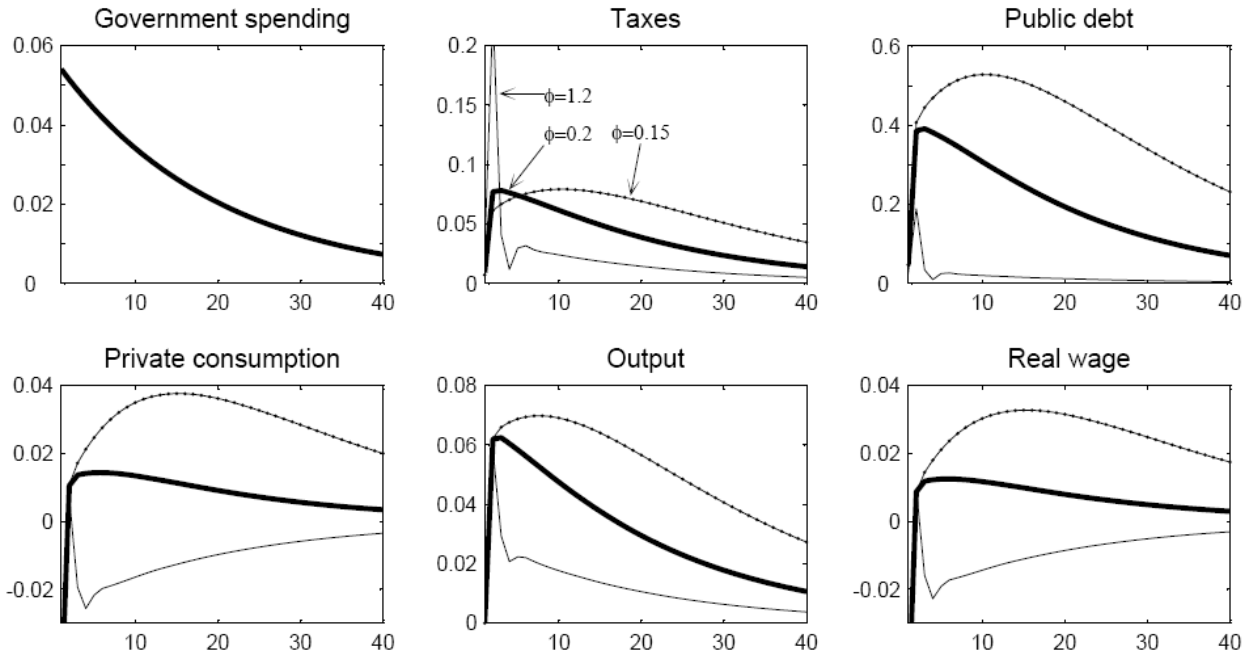 Government spending
0.06
0.04
0.02
0
10 20 30 40
Taxes
0.2
0.15
0.1
0.05
0
ϕ=1.2
ϕ=0.2
ϕ=0.15
10 20 30 40
Public debt
0.6
0.4
0.2
0
10 20 30 40
Private consumption
0.04
0.02
0
-0.02
10 20 30 40
Output
0.08
0.06
0.04
0.02
0
10 20 30 40
Real wage
0.04
0.02
0
-0.02
10 20 30 40